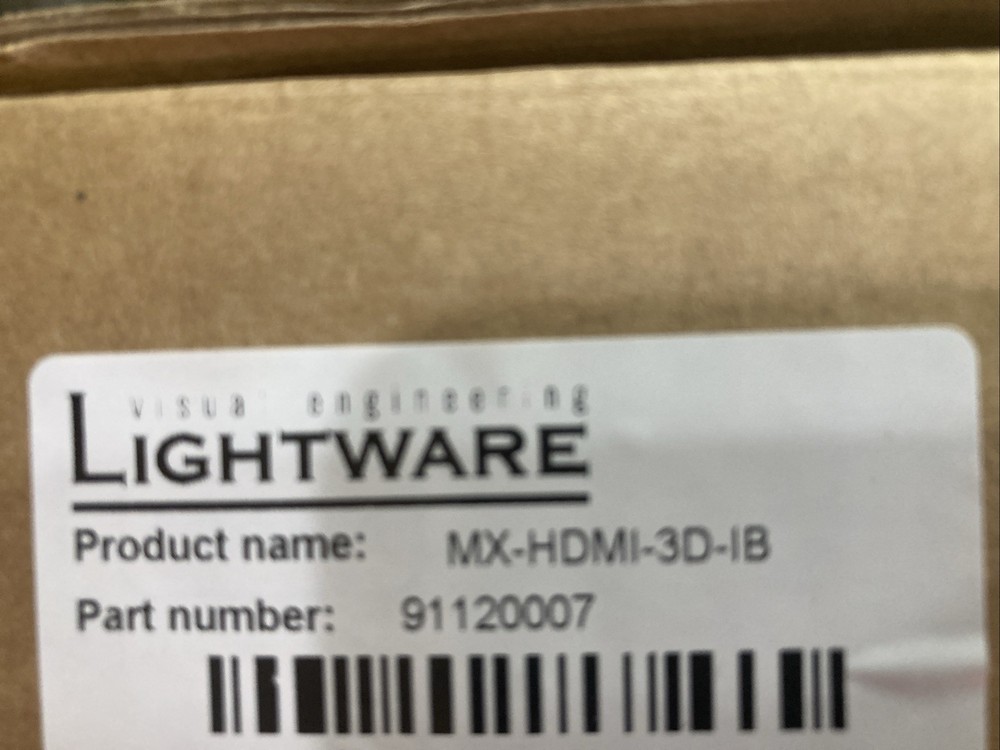 visual engineering
LIGHTWARE
Product name: MX-HDMI-3D-IB
Part number: 91120007